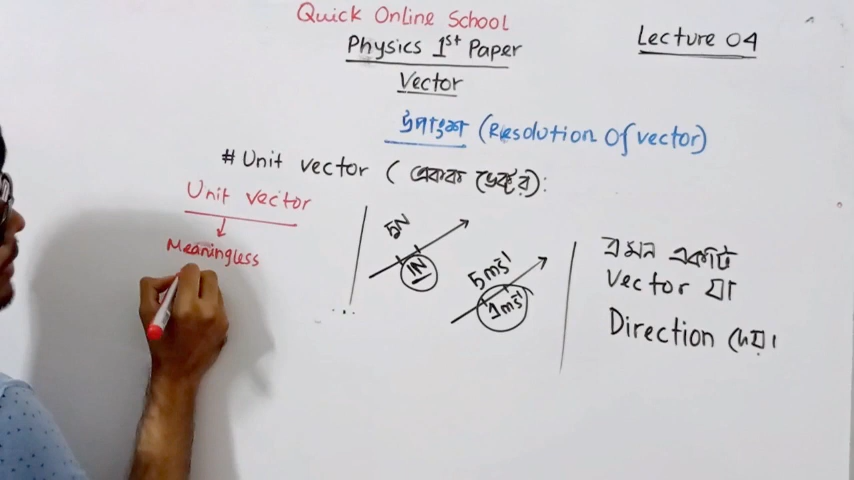 Quick Online School
Physics 1st Paper
Lecture 04
Vector
উপাংশ (Resolution Of vector)
# Unit vector ( একক ভেক্টর):
Unit vector
Meaningless
5N
1N
5ms⁻¹
1ms⁻¹
এমন একটি
Vector যা
Direction দেয়।